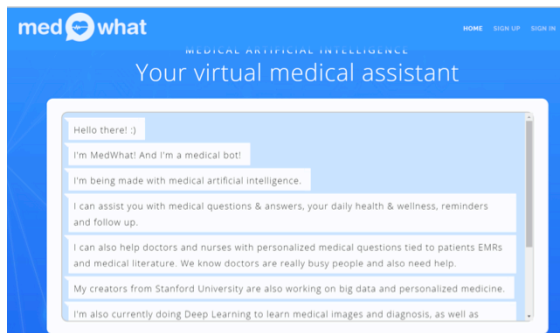 med what
HOME SIGN UP SIGN IN
MEDICAL ARTIFICIAL INTELLIGENCE
Your virtual medical assistant
Hello there! :)
I'm MedWhat! And I'm a medical bot!
I'm being made with medical artificial intelligence.
I can assist you with medical questions & answers, your daily health & wellness, reminders
and follow up.
I can also help doctors and nurses with personalized medical questions tied to patients EMRs
and medical literature. We know doctors are really busy people and also need help.
My creators from Stanford University are also working on big data and personalized medicine.
I'm also currently doing Deep Learning to learn medical images and diagnosis, as well as